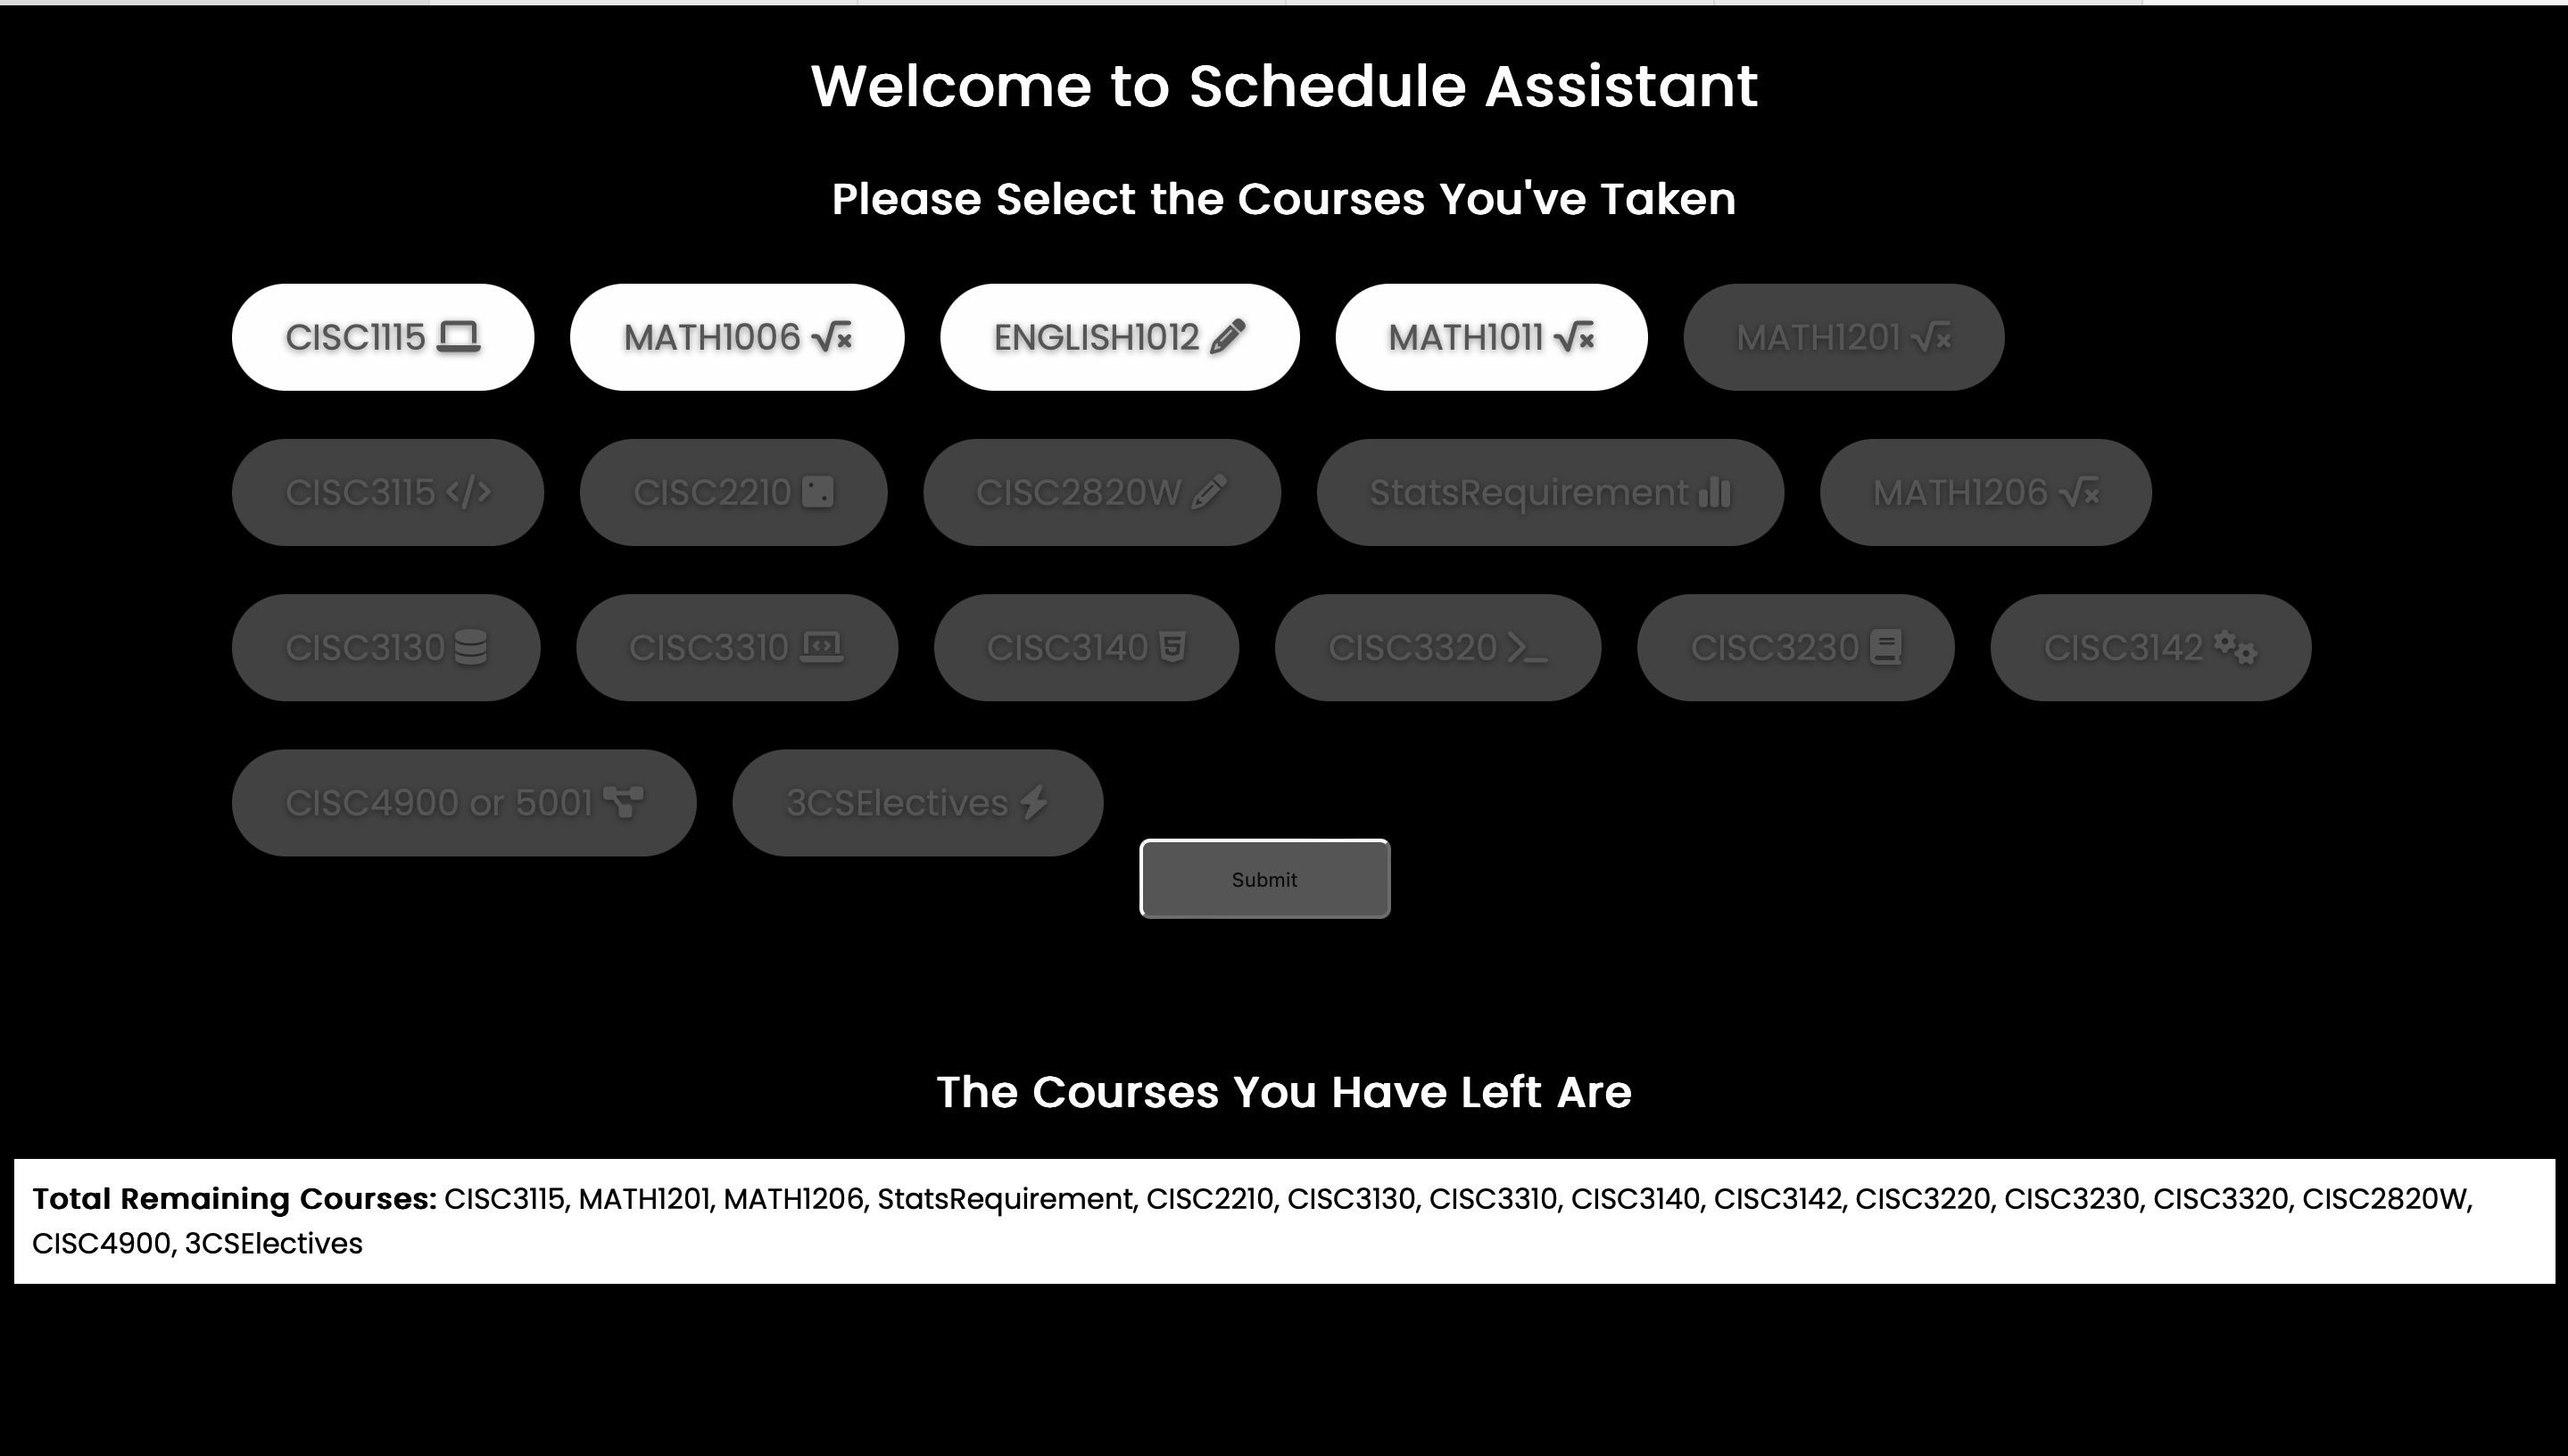 Welcome to Schedule Assistant
Please Select the Courses You've Taken
CISC1115
MATH1006
ENGLISH1012
MATH1011
MATH1201
CISC3115
CISC2210
CISC2820W
StatsRequirement
MATH1206
CISC3130
CISC3310
CISC3140
CISC3320
CISC3230
CISC3142
CISC4900 or 5001
3CSElectives
Submit
The Courses You Have Left Are
Total Remaining Courses: CISC3115, MATH1201, MATH1206, StatsRequirement, CISC2210, CISC3130, CISC3310, CISC3140, CISC3142, CISC3220, CISC3230, CISC3320, CISC2820W,
CISC4900, 3CSElectives